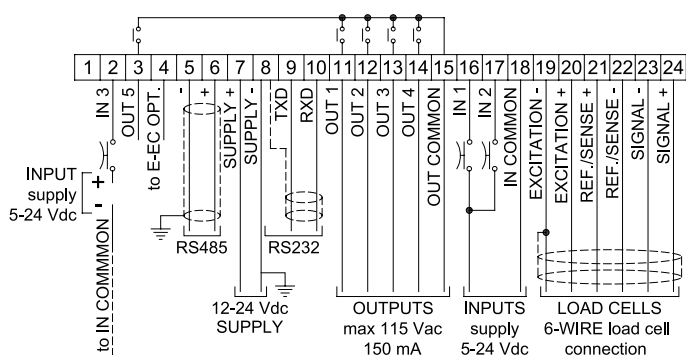 1 2 3 4 5 6 7 8 9 10 11 12 13 14 15 16 17 18 19 20 21 22 23 24
IN 3
OUT 5
to E-EC OPT.
-
+
SUPPLY +
SUPPLY -
TXD
RXD
OUT 1
OUT 2
OUT 3
OUT 4
OUT COMMON
IN 1
IN 2
IN COMMON
EXCITATION -
EXCITATION +
REF./SENSE +
REF./SENSE -
SIGNAL -
SIGNAL +
INPUT
supply
5-24 Vdc
+
-
to IN COMMMON
RS485
RS232
12-24 Vdc
SUPPLY
OUTPUTS
max 115 Vac
150 mA
INPUTS
supply
5-24 Vdc
LOAD CELLS
6-WIRE load cell
connection